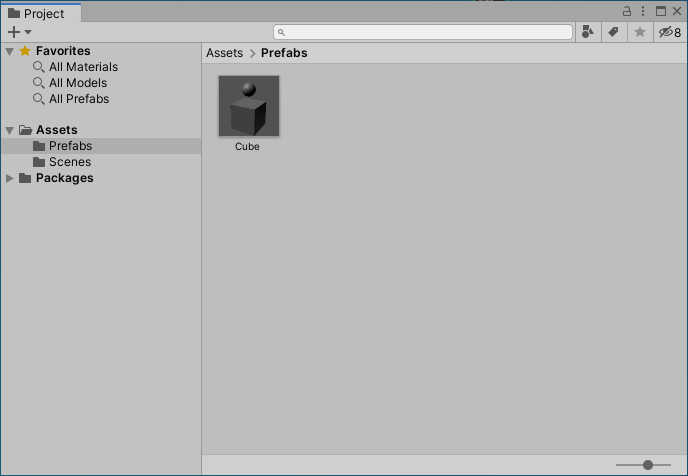 Project
8
Favorites
All Materials
All Models
All Prefabs
Assets
Prefabs
Scenes
Packages
Assets > Prefabs
Cube